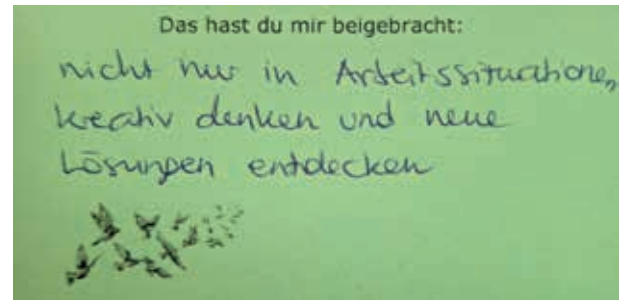 Das hast du mir beigebracht:
nicht nur in Arbeitssituationen
kreativ denken und neue
Lösungen entdecken